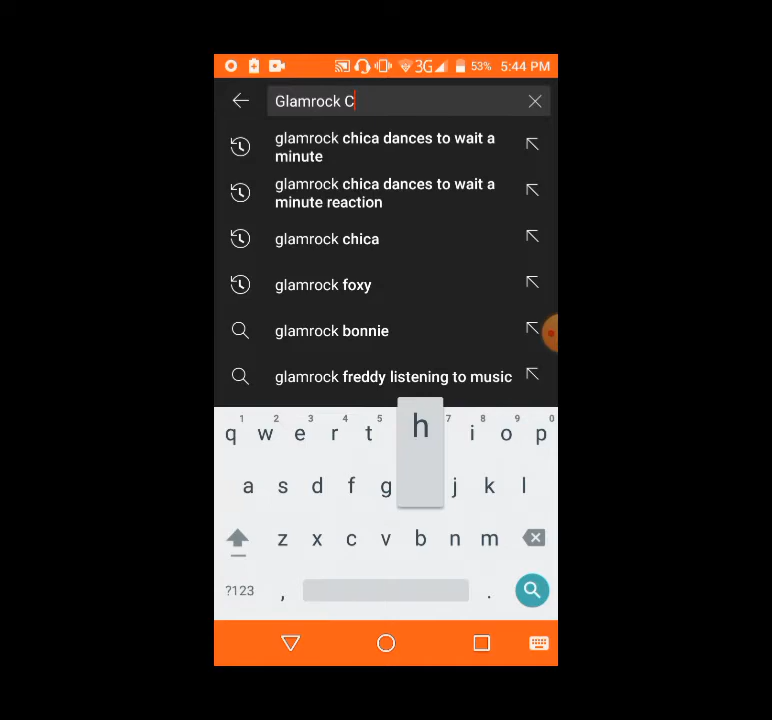 3G 53% 5:44 PM
Glamrock C
glamrock chica dances to wait a
minute
glamrock chica dances to wait a
minute reaction
glamrock chica
glamrock foxy
glamrock bonnie
glamrock freddy listening to music
1 2 3 4 5 7 8 9 0
q w e r t h i o p
a s d f g j k l
z x c v b n m
?123 , .